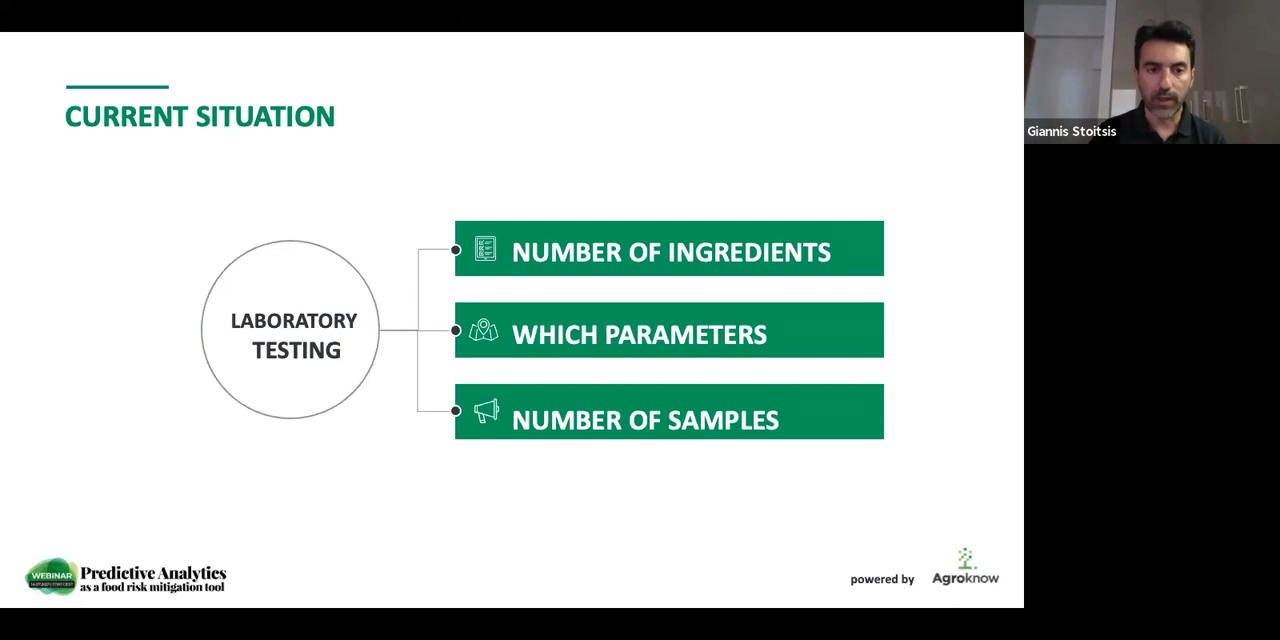 CURRENT SITUATION
LABORATORY
TESTING
NUMBER OF INGREDIENTS
WHICH PARAMETERS
NUMBER OF SAMPLES
WEBINAR
Predictive Analytics
as a food risk mitigation tool
powered by
Agroknow
Giannis Stoitsis